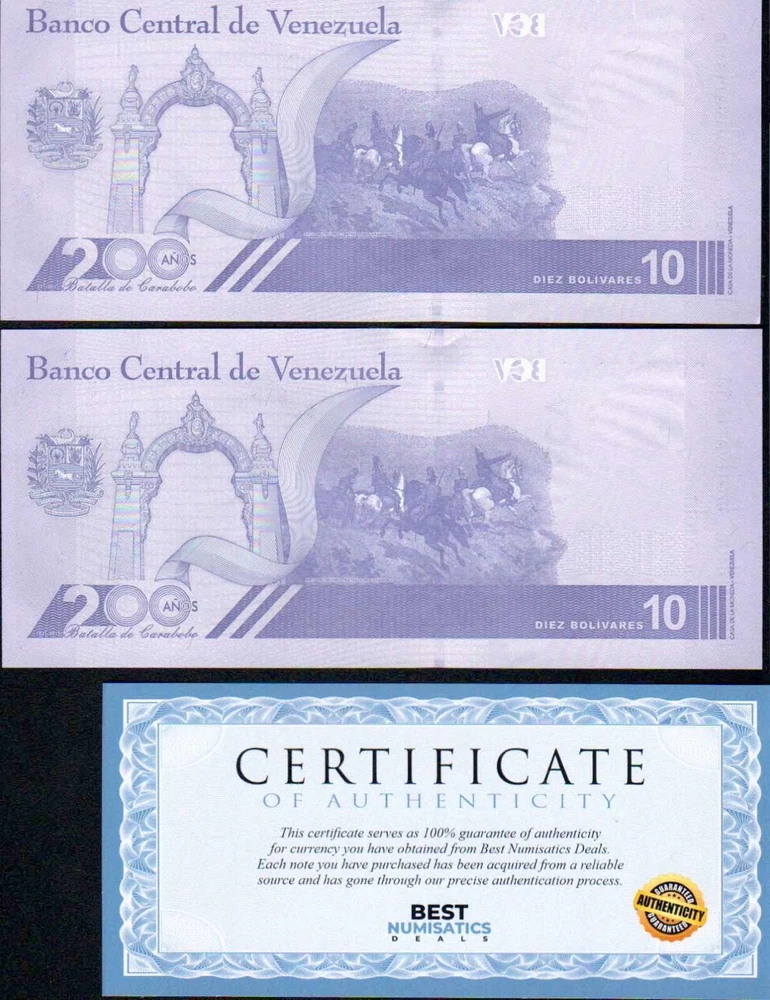 Banco Central de Venezuela
BCV
200 AÑOS
Batalla de Carabobo
DIEZ BOLÍVARES 10
CASA DE LA MONEDA - VENEZUELA
Banco Central de Venezuela
BCV
200 AÑOS
Batalla de Carabobo
DIEZ BOLÍVARES 10
CASA DE LA MONEDA - VENEZUELA
CERTIFICATE
OF AUTHENTICITY
This certificate serves as 100% guarantee of authenticity
for currency you have obtained from Best Numisatics Deals.
Each note you have purchased has been acquired from a reliable
source and has gone through our precise authentication process.
GUARANTEED
AUTHENTICITY
GUARANTEED
BEST
NUMISATICS
DEALS